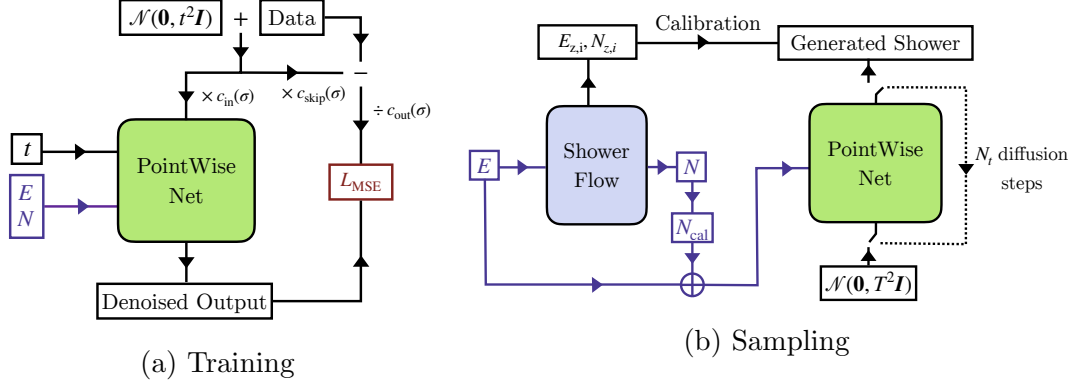 𝒩(𝟎, t²𝑰) + Data
−
× c_in(σ)
× c_skip(σ)
÷ c_out(σ)
t
E
N
PointWise
Net
L_MSE
Denoised Output
(a) Training
E_z,i, N_z,i
Calibration
Generated Shower
E
Shower
Flow
N
N_cal
PointWise
Net
N_t diffusion
steps
𝒩(𝟎, T²𝑰)
(b) Sampling